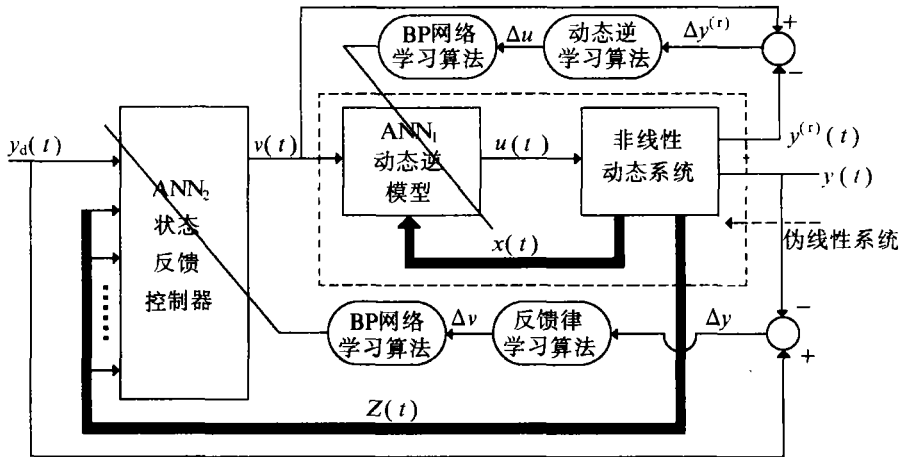 BP网络
学习算法
Δu
动态逆
学习算法
Δy⁽ʳ⁾
+
−
y_d(t)
ANN₂
状态
反馈
控制器
v(t)
ANN₁
动态逆
模型
u(t)
非线性
动态系统
y⁽ʳ⁾(t)
y(t)
x(t)
伪线性系统
BP网络
学习算法
Δv
反馈律
学习算法
Δy
−
+
Z(t)